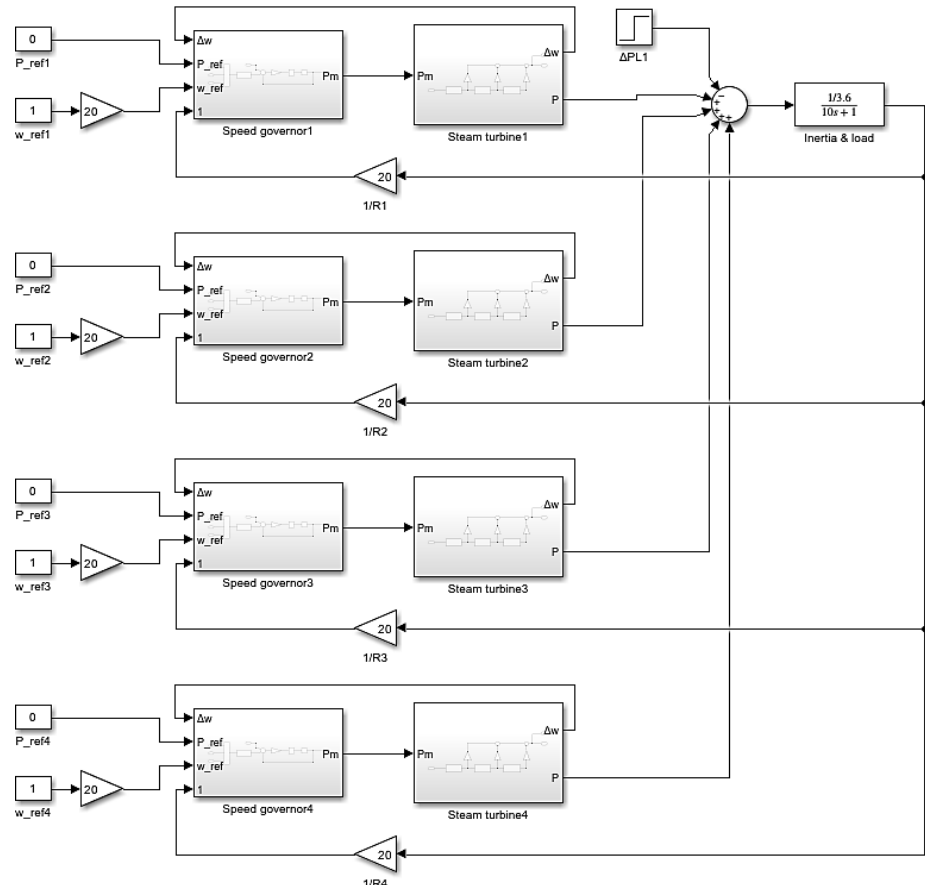 0
P_ref1
1
w_ref1
20
Δw
P_ref
w_ref
1
Pm
Speed governor1
Pm
Δw
P
Steam turbine1
20
1/R1
ΔPL1
1/3.6
10s + 1
Inertia & load
0
P_ref2
1
w_ref2
20
Δw
P_ref
w_ref
1
Pm
Speed governor2
Pm
Δw
P
Steam turbine2
20
1/R2
0
P_ref3
1
w_ref3
20
Δw
P_ref
w_ref
1
Pm
Speed governor3
Pm
Δw
P
Steam turbine3
20
1/R3
0
P_ref4
1
w_ref4
20
Δw
P_ref
w_ref
1
Pm
Speed governor4
Pm
Δw
P
Steam turbine4
20
1/R4